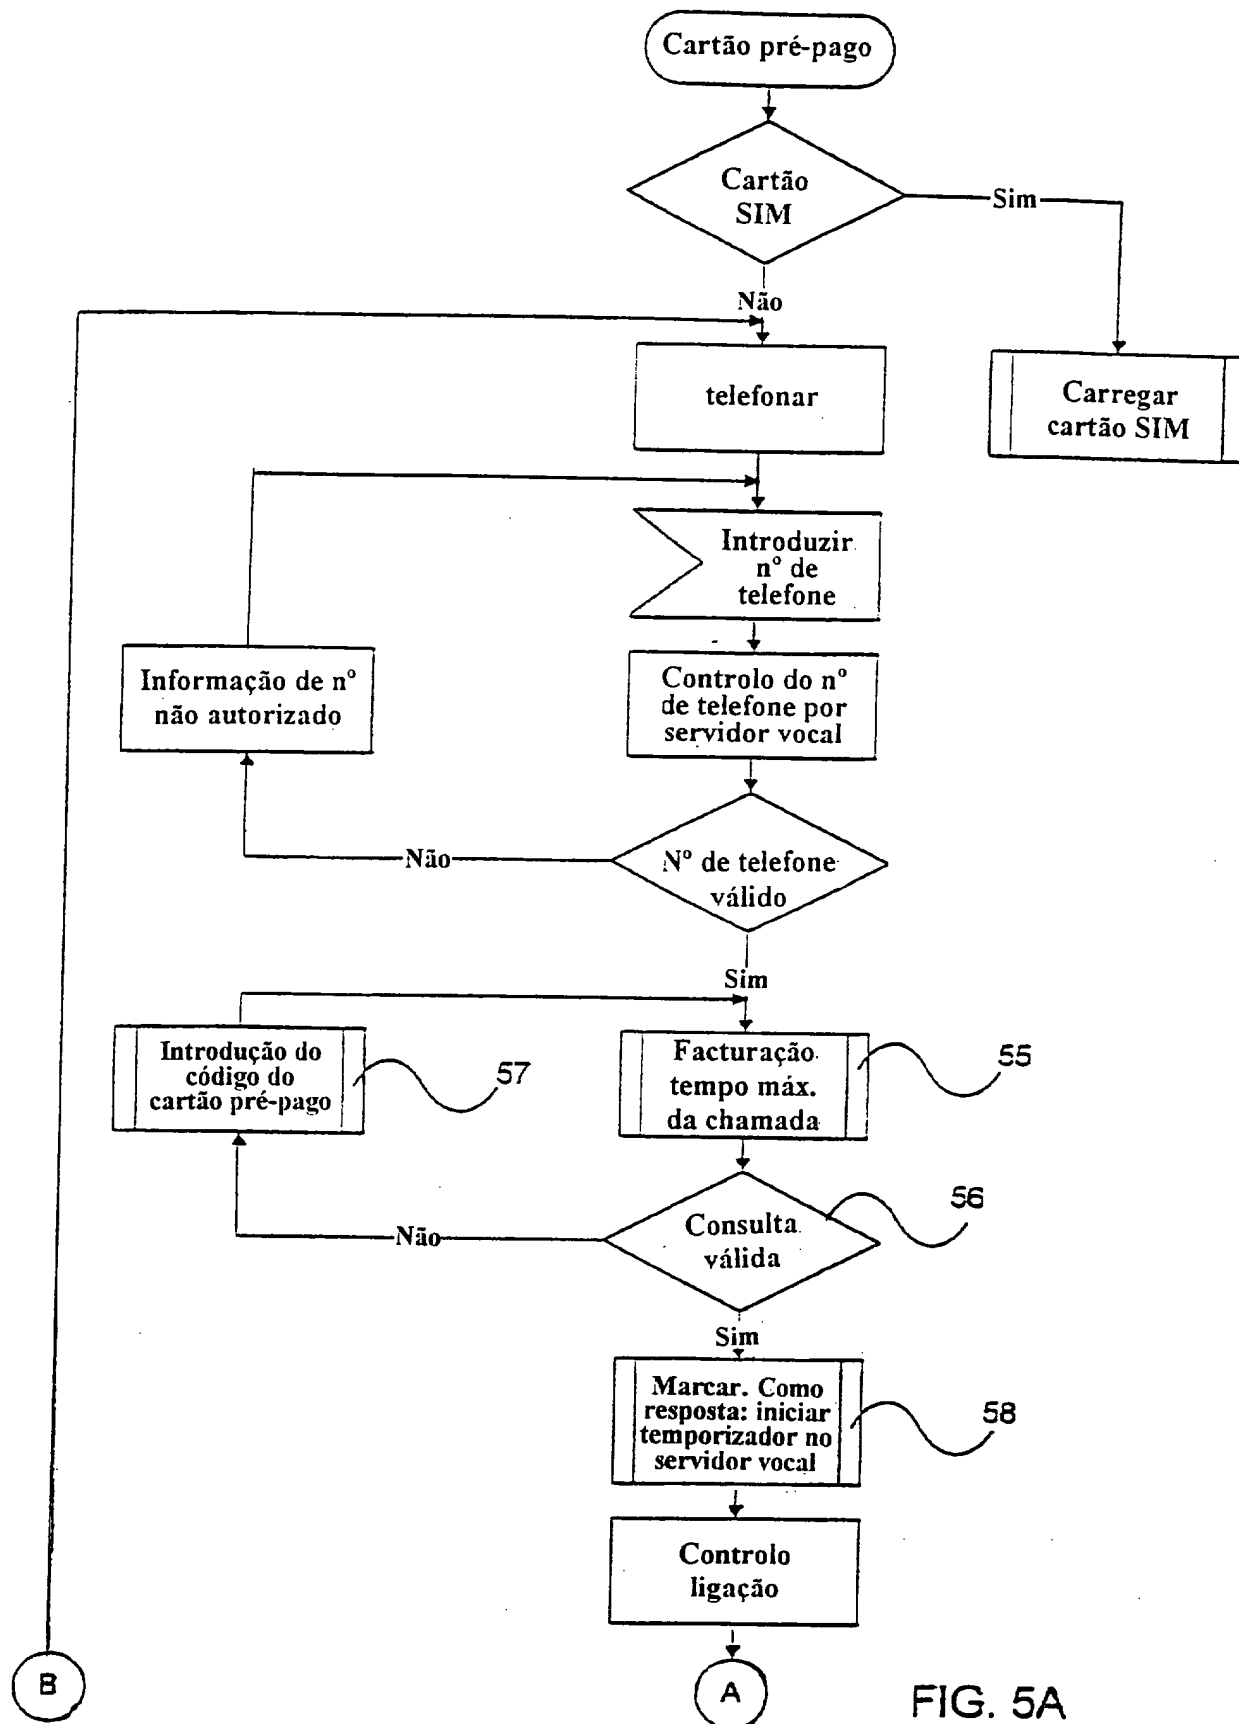 Cartão pré-pago
Cartão
SIM
Sim
Não
telefonar
Carregar
cartão SIM
Introduzir
nº de
telefone
Informação de nº
não autorizado
Controlo do nº
de telefone por
servidor vocal
Não
Nº de telefone
válido
Sim
Introdução do
código do
cartão pré-pago
57
Facturação
tempo máx.
da chamada
55
Não
Consulta
válida
56
Sim
Marcar. Como
resposta: iniciar
temporizador no
servidor vocal
58
Controlo
ligação
B
A
FIG. 5A